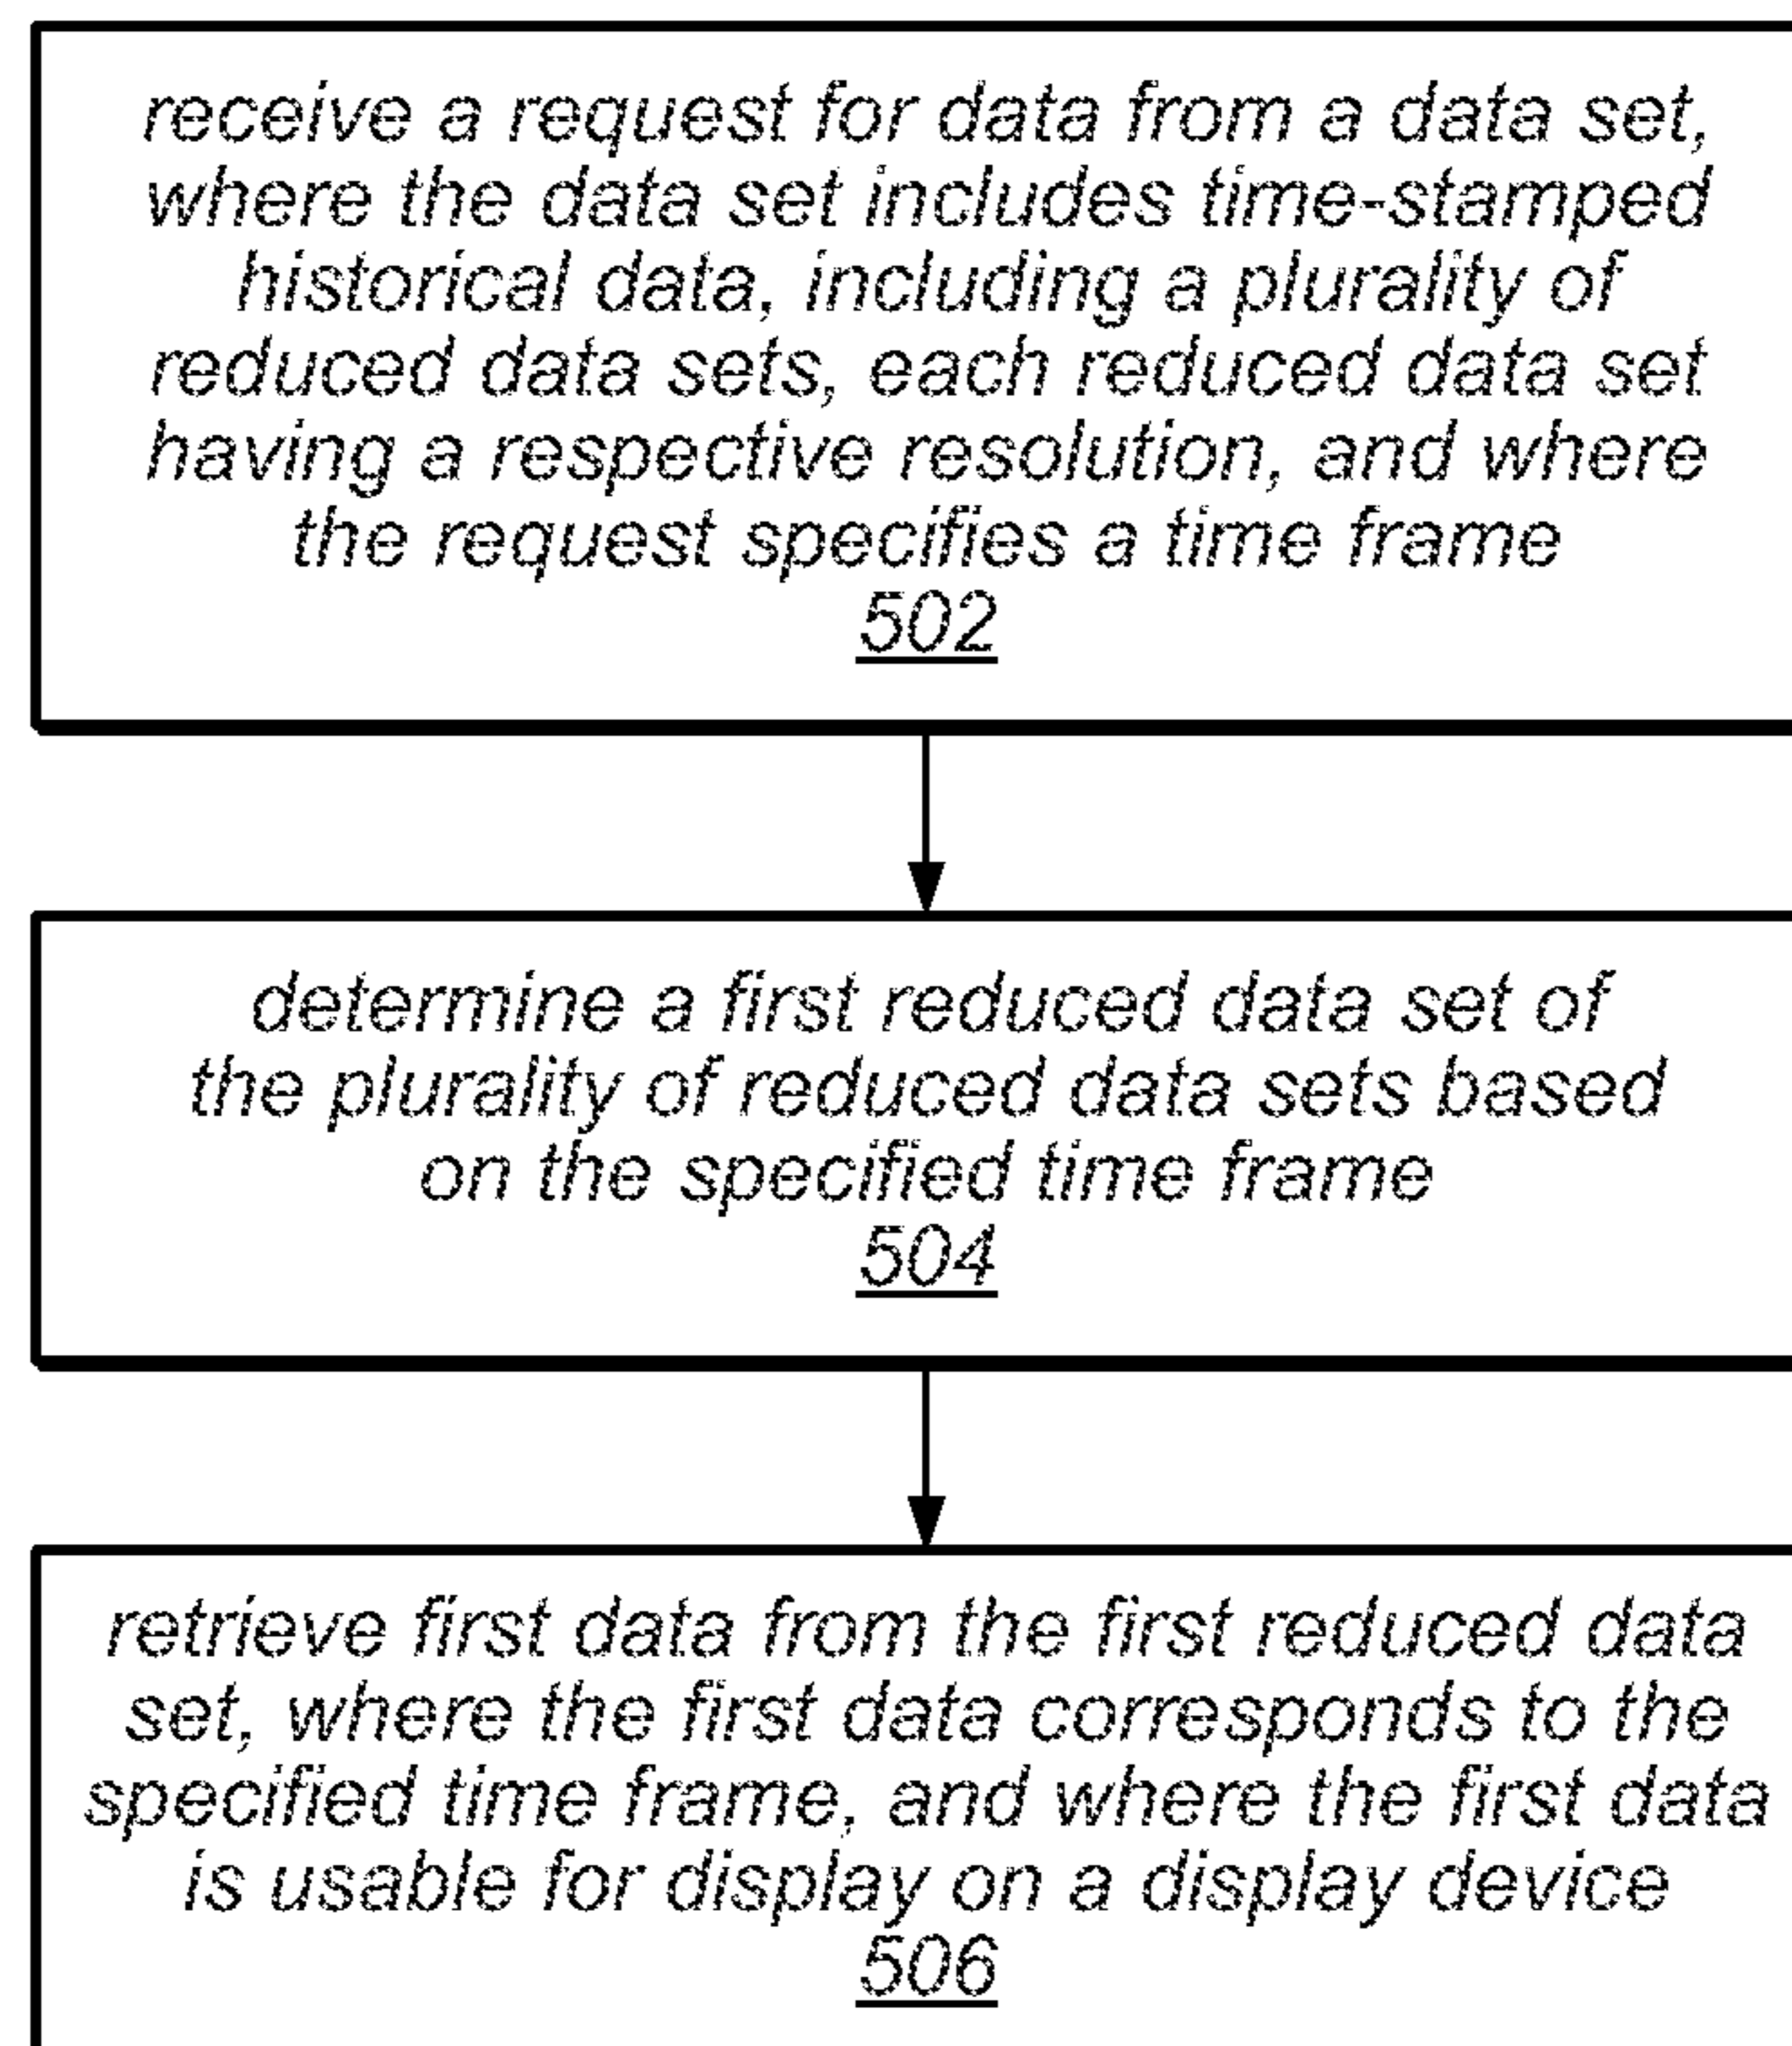 receive a request for data from a data set,
where the data set includes time-stamped
historical data, including a plurality of
reduced data sets, each reduced data set
having a respective resolution, and where
the request specifies a time frame
502
determine a first reduced data set of
the plurality of reduced data sets based
on the specified time frame
504
retrieve first data from the first reduced data
set, where the first data corresponds to the
specified time frame, and where the first data
is usable for display on a display device
506